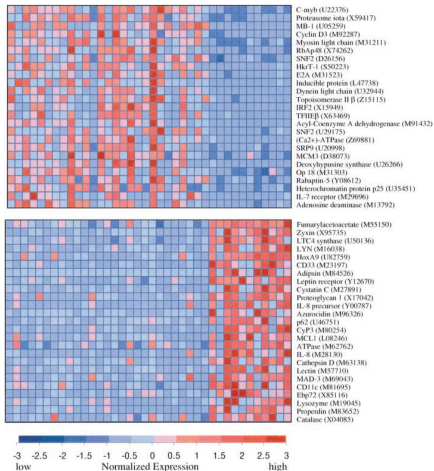 C-myb (U22376)
Proteasome iota (X59417)
MB-1 (U05259)
Cyclin D3 (M92287)
Myosin light chain (M31211)
RbAp48 (X74262)
SNF2 (D26156)
HkrT-1 (S50223)
E2A (M31523)
Inducible protein (L47738)
Dynein light chain (U32944)
Topoisomerase II β (Z15115)
IRF2 (X15949)
TFIIEβ (X63469)
Acyl-Coenzyme A dehydrogenase (M91432)
SNF2 (U29175)
(Ca2+)-ATPase (Z69881)
SRP9 (U20998)
MCM3 (D38073)
Deoxyhypusine synthase (U26266)
Op 18 (M31303)
Rabaptin-5 (Y08612)
Heterochromatin protein p25 (U35451)
IL-7 receptor (M29696)
Adenosine deaminase (M13792)
Fumarylacetoacetate (M55150)
Zyxin (X95735)
LTC4 synthase (U50136)
LYN (M16038)
HoxA9 (U82759)
CD33 (M23197)
Adipsin (M84526)
Leptin receptor (Y12670)
Cystatin C (M27891)
Proteoglycan 1 (X17042)
IL-8 precursor (Y00787)
Azurocidin (M96326)
p62 (U46751)
CyP3 (M80254)
MCL1 (L08246)
ATPase (M62762)
IL-8 (M28130)
Cathepsin D (M63138)
Lectin (M57710)
MAD-3 (M69043)
CD11c (M81695)
Ebp72 (X85116)
Lysozyme (M19045)
Properdin (M83652)
Catalase (X04085)
-3 -2.5 -2 -1.5 -1 -0.5 0 0.5 1 1.5 2 2.5 3
low Normalized Expression high